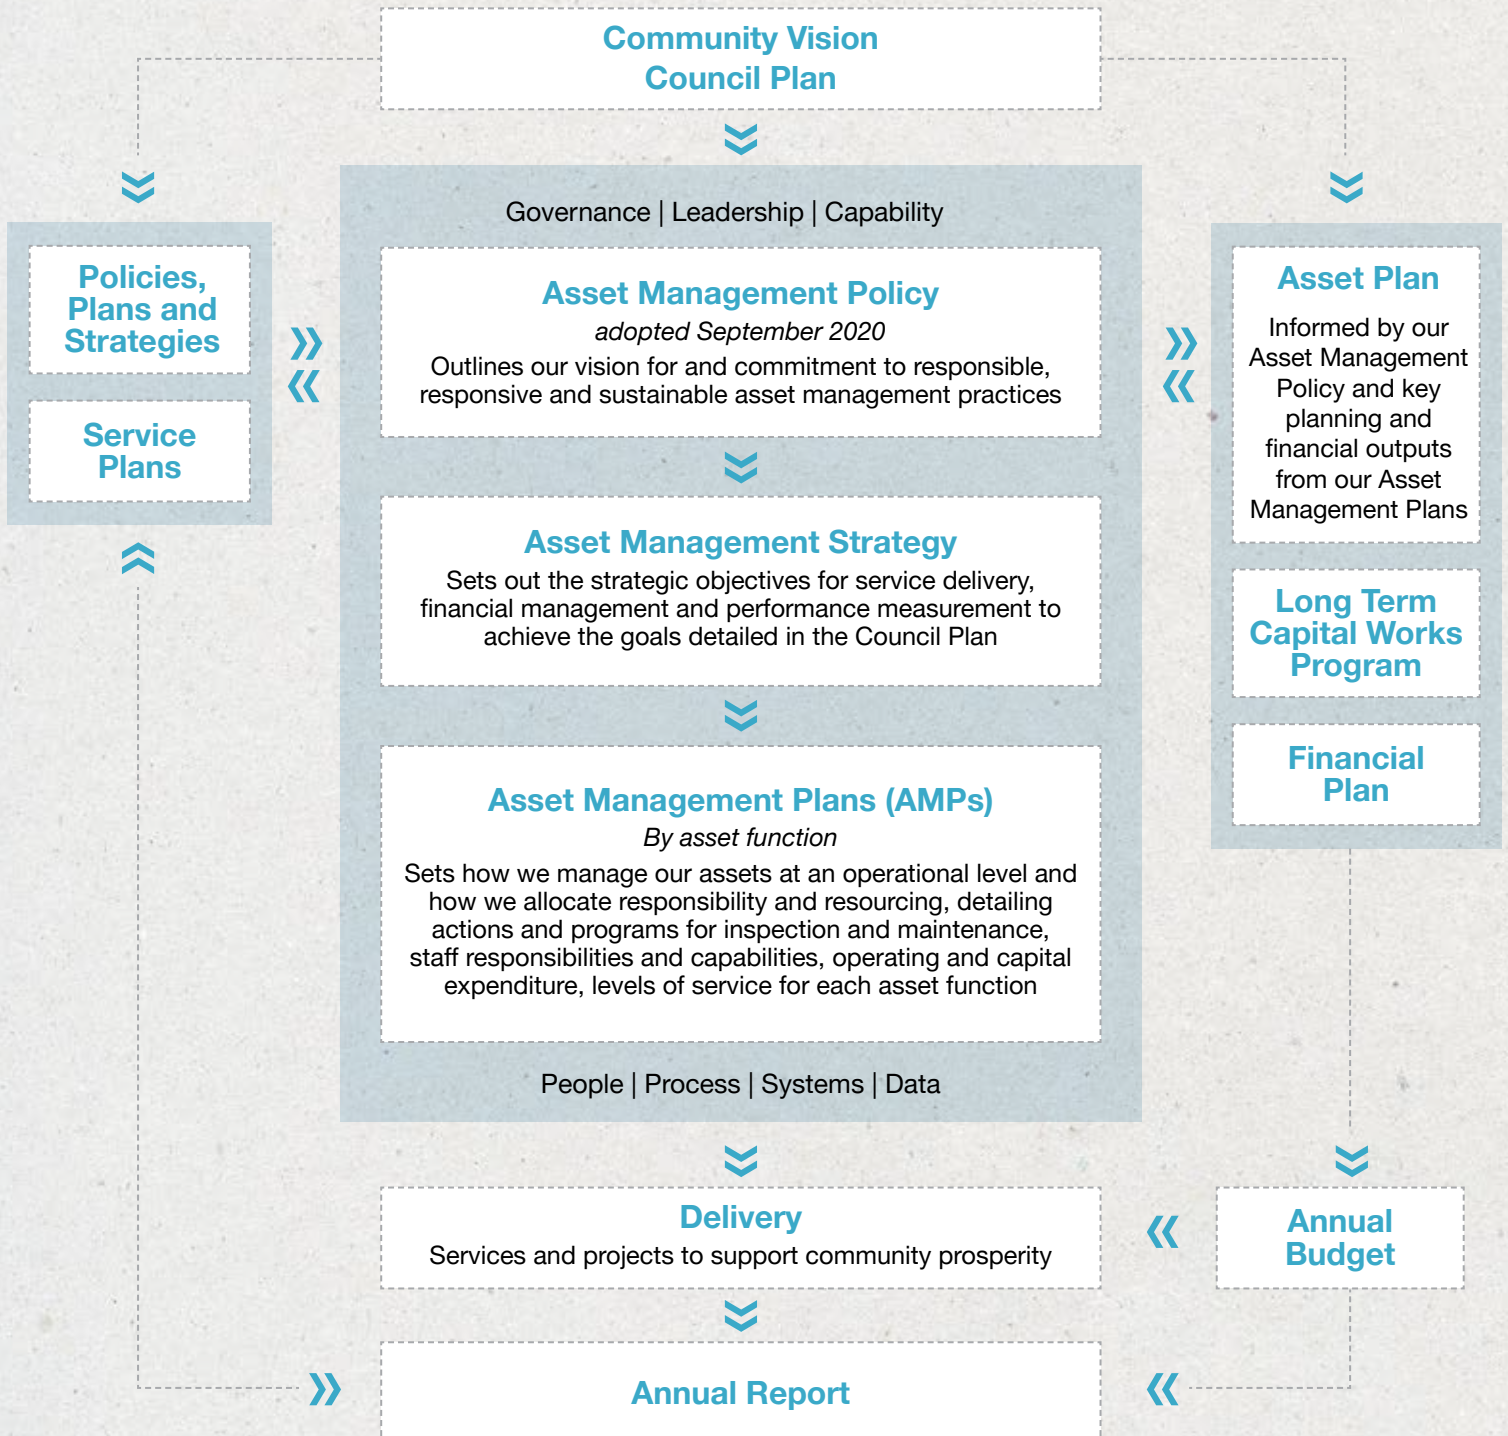 Community Vision
Council Plan
Governance | Leadership | Capability
Policies,
Plans and
Strategies
Service
Plans
Asset Management Policy
adopted September 2020
Outlines our vision for and commitment to responsible,
responsive and sustainable asset management practices
Asset Management Strategy
Sets out the strategic objectives for service delivery,
financial management and performance measurement to
achieve the goals detailed in the Council Plan
Asset Management Plans (AMPs)
By asset function
Sets how we manage our assets at an operational level and
how we allocate responsibility and resourcing, detailing
actions and programs for inspection and maintenance,
staff responsibilities and capabilities, operating and capital
expenditure, levels of service for each asset function
People | Process | Systems | Data
Asset Plan
Informed by our
Asset Management
Policy and key
planning and
financial outputs
from our Asset
Management Plans
Long Term
Capital Works
Program
Financial
Plan
Delivery
Services and projects to support community prosperity
Annual
Budget
Annual Report